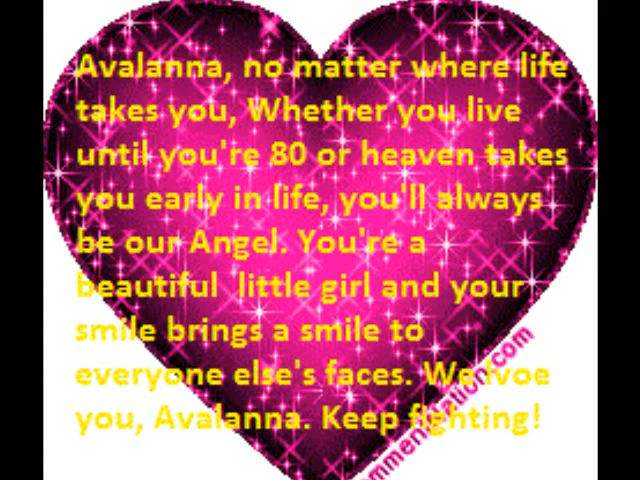 Avalanna, no matter where life
takes you, Whether you live
until you're 80 or heaven takes
you early in life, you'll always
be our Angel. You're a
beautiful little girl and your
smile brings a smile to
everyone else's faces. We lvoe
you, Avalanna. Keep fighting!